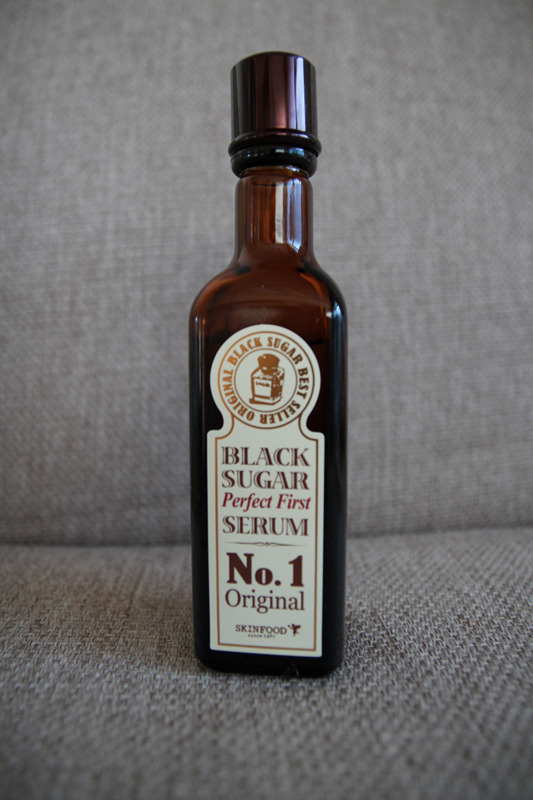 ORIGINAL BLACK SUGAR BEST SELLER
BLACK
SUGAR
Perfect First
SERUM
No. 1
Original
SKINFOOD